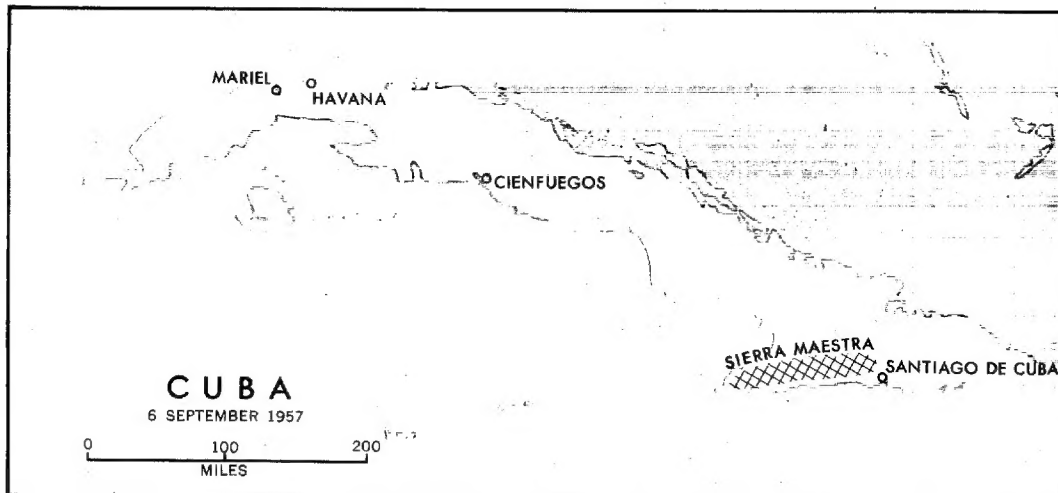 MARIEL
HAVANA
CIENFUEGOS
SIERRA MAESTRA
SANTIAGO DE CUBA
CUBA
6 SEPTEMBER 1957
0 100 200
MILES